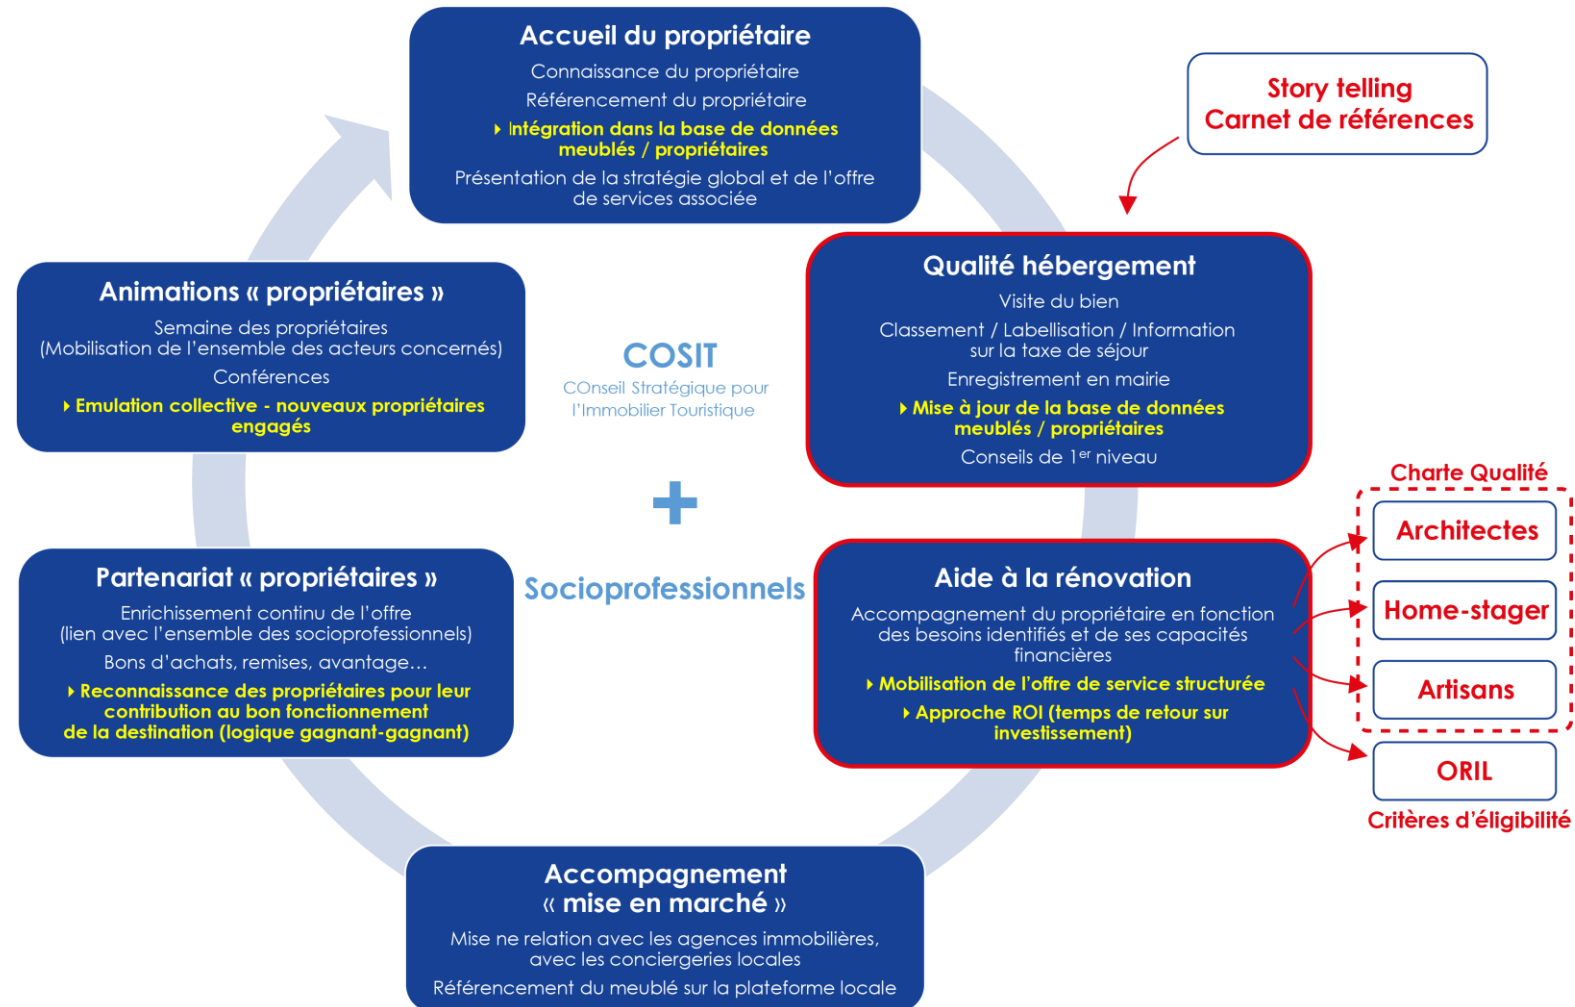 Accueil du propriétaire
Connaissance du propriétaire
Référencement du propriétaire
Intégration dans la base de données
meublés / propriétaires
Présentation de la stratégie global et de l'offre
de services associée
Story telling
Carnet de références
Qualité hébergement
Visite du bien
Classement / Labellisation / Information
sur la taxe de séjour
Enregistrement en mairie
Mise à jour de la base de données
meublés / propriétaires
Conseils de 1er niveau
Animations « propriétaires »
Semaine des propriétaires
(Mobilisation de l'ensemble des acteurs concernés)
Conférences
Emulation collective - nouveaux propriétaires
engagés
COSIT
COnseil Stratégique pour
l'Immobilier Touristique
+
Socioprofessionnels
Charte Qualité
Architectes
Home-stager
Artisans
ORIL
Critères d'éligibilité
Aide à la rénovation
Accompagnement du propriétaire en fonction
des besoins identifiés et de ses capacités
financières
Mobilisation de l'offre de service structurée
Approche ROI (temps de retour sur
investissement)
Partenariat « propriétaires »
Enrichissement continu de l'offre
(lien avec l'ensemble des socioprofessionnels)
Bons d'achats, remises, avantage…
Reconnaissance des propriétaires pour leur
contribution au bon fonctionnement
de la destination (logique gagnant-gagnant)
Accompagnement
« mise en marché »
Mise ne relation avec les agences immobilières,
avec les conciergeries locales
Référencement du meublé sur la plateforme locale